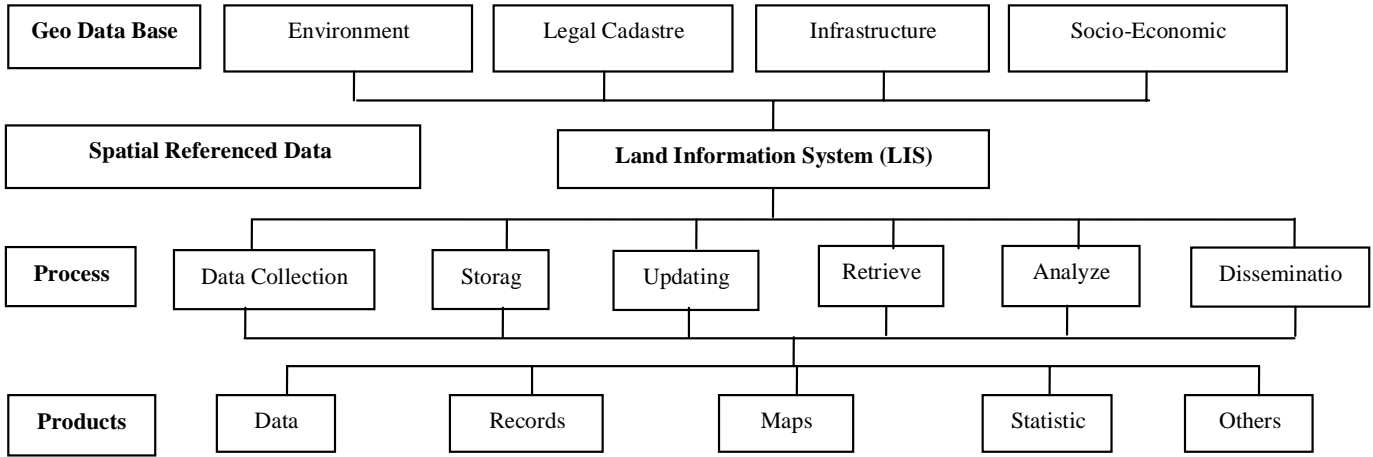 Geo Data Base Environment Legal Cadastre Infrastructure Socio-Economic
Spatial Referenced Data Land Information System (LIS)
Process Data Collection Storag Updating Retrieve Analyze Disseminatio
Products Data Records Maps Statistic Others